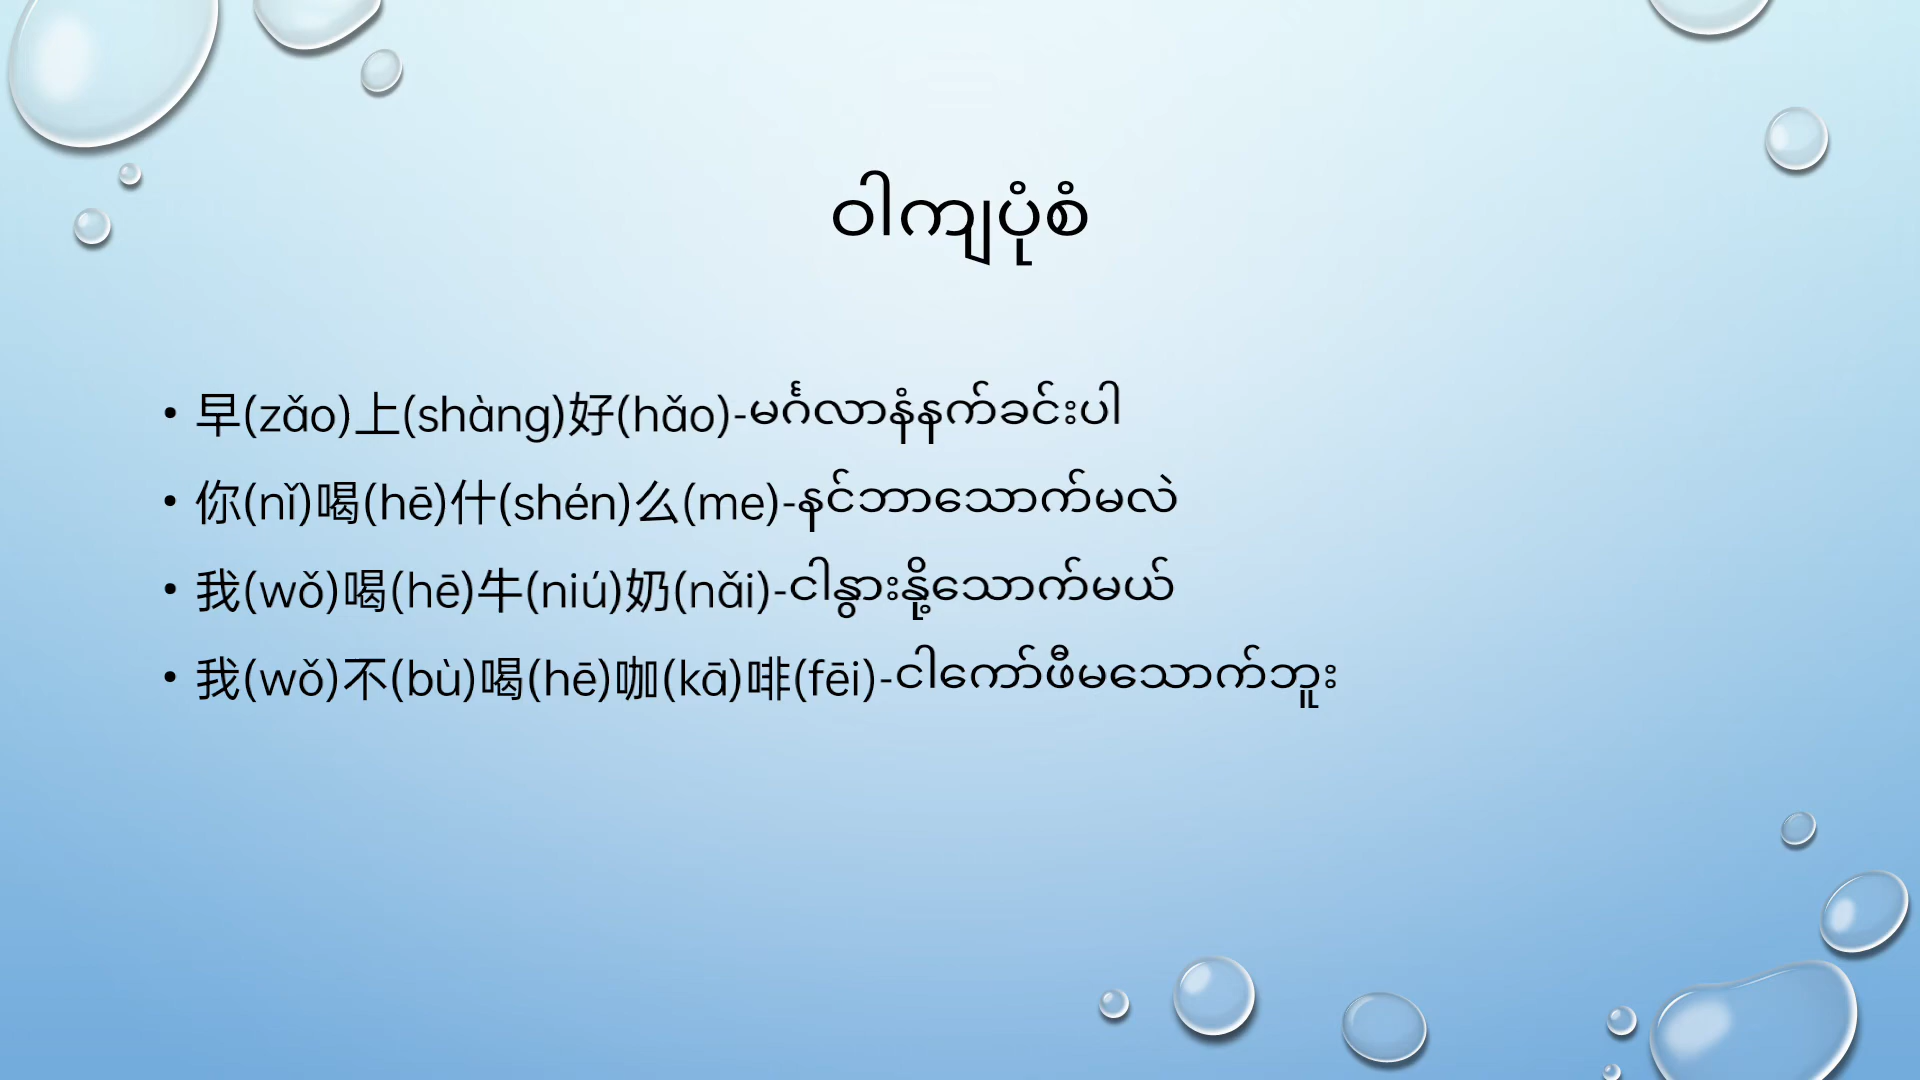 ဝါကျပုံစံ
• 早(zǎo)上(shàng)好(hǎo)-မင်္ဂလာနံနက်ခင်းပါ
• 你(nǐ)喝(hē)什(shén)么(me)-နင်ဘာသောက်မလဲ
• 我(wǒ)喝(hē)牛(niú)奶(nǎi)-ငါနွားနို့သောက်မယ်
• 我(wǒ)不(bù)喝(hē)咖(kā)啡(fēi)-ငါကော်ဖီမသောက်ဘူး